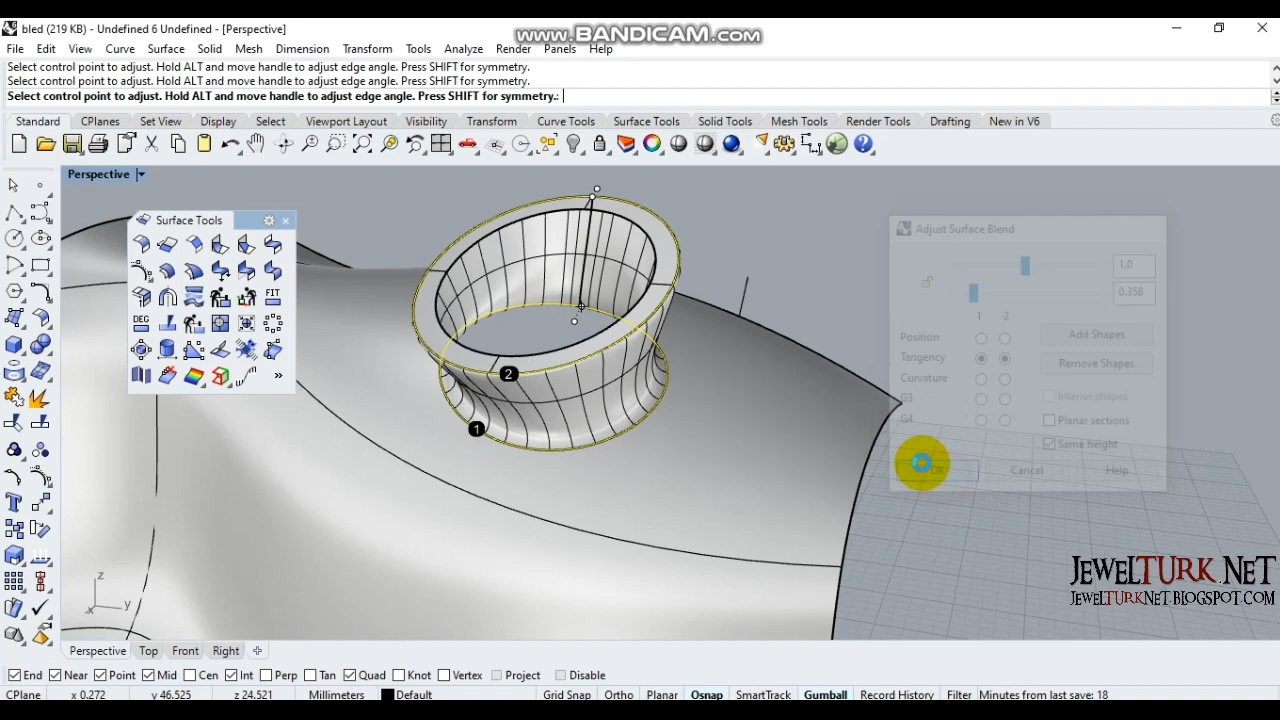 www.BANDICAM.com
bled (219 KB) - Undefined 6 Undefined - [Perspective]
File Edit View Curve Surface Solid Mesh Dimension Transform Tools Analyze Render Panels Help
Select control point to adjust. Hold ALT and move handle to adjust edge angle. Press SHIFT for symmetry.
Select control point to adjust. Hold ALT and move handle to adjust edge angle. Press SHIFT for symmetry.
Select control point to adjust. Hold ALT and move handle to adjust edge angle. Press SHIFT for symmetry.:
Standard CPlanes Set View Display Select Viewport Layout Visibility Transform Curve Tools Surface Tools Solid Tools Mesh Tools Render Tools Drafting New in V6
Perspective
Surface Tools
DEG
FIT
»
2
1
Adjust Surface Blend
1.0
0.358
1 2
Position
Tangency
Curvature
G3
G4
Add Shapes
Remove Shapes
Interior shapes
Planar sections
Same height
OK Cancel Help
z
y
x
JEWELTURK.NET
JEWELTURKNET.BLOGSPOT.COM
Perspective Top Front Right
End Near Point Mid Cen Int Perp Tan Quad Knot Vertex Project Disable
CPlane x 0.272 y 46.525 z 24.521 Millimeters Default Grid Snap Ortho Planar Osnap SmartTrack Gumball Record History Filter Minutes from last save: 18